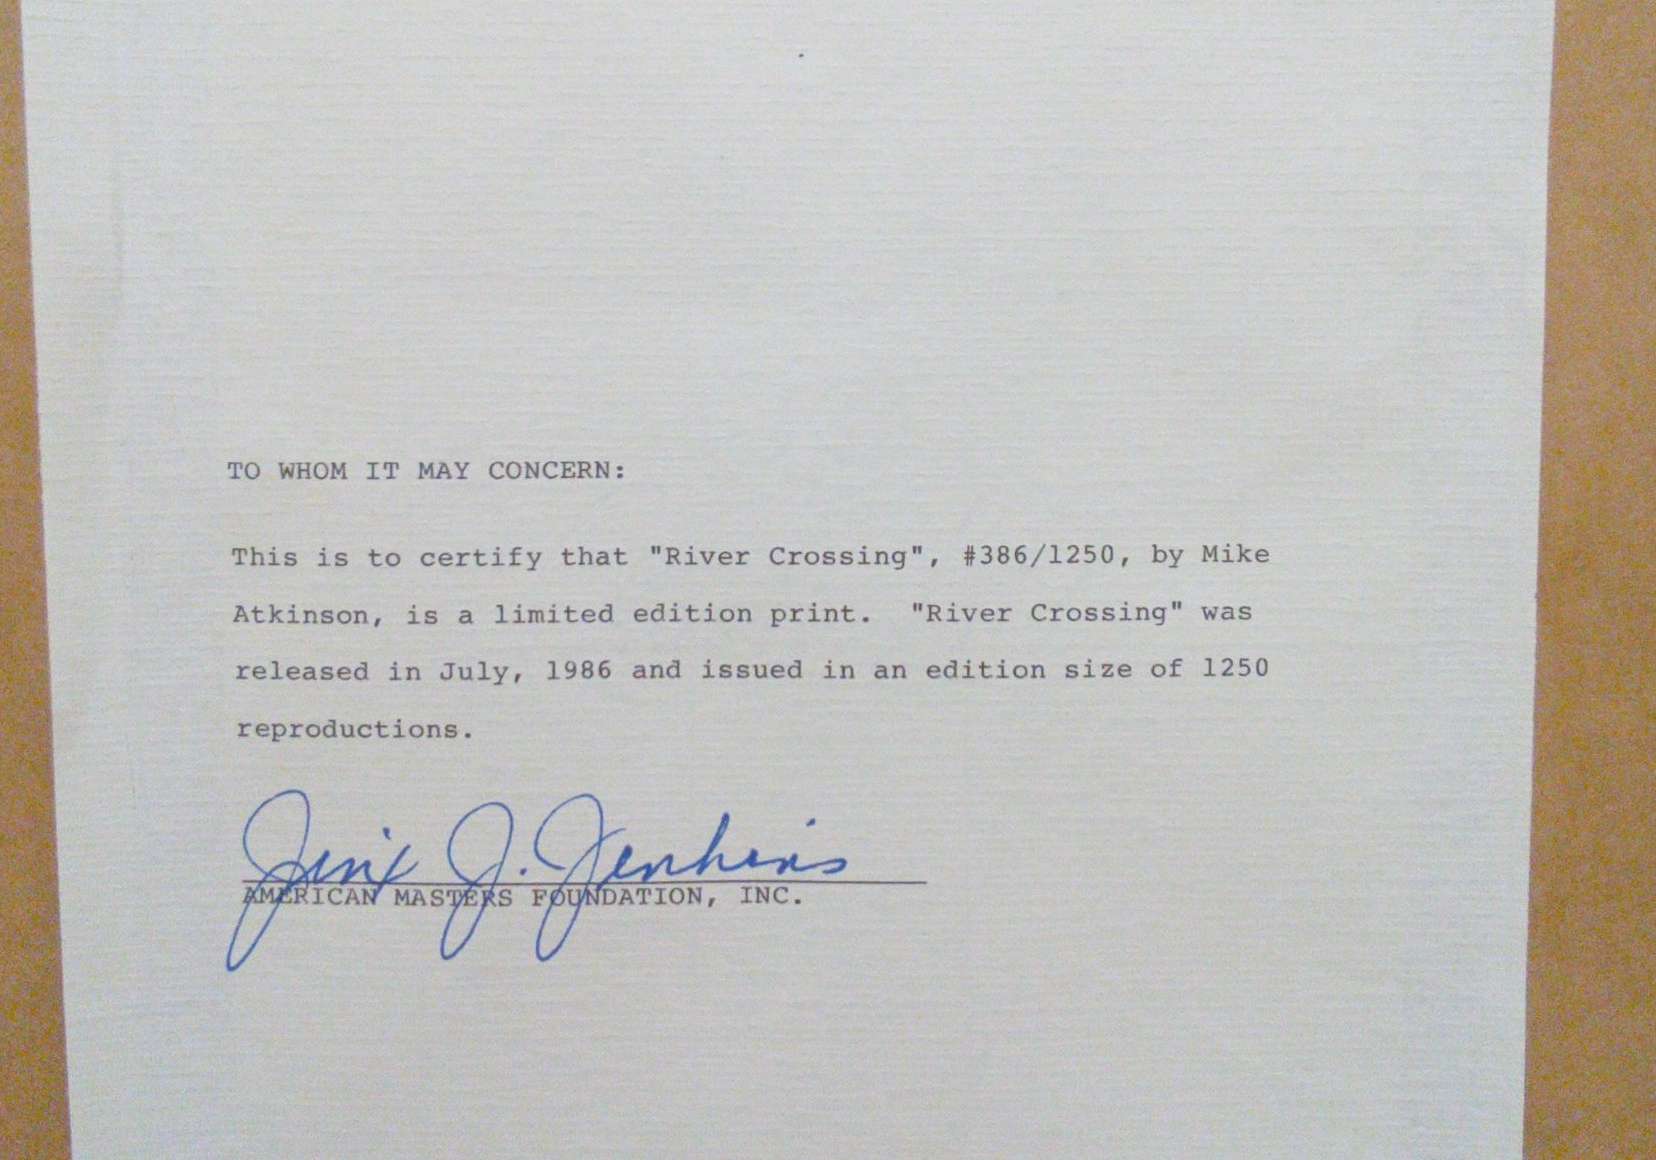 TO WHOM IT MAY CONCERN:
This is to certify that "River Crossing", #386/1250, by Mike
Atkinson, is a limited edition print. "River Crossing" was
released in July, 1986 and issued in an edition size of 1250
reproductions.
J. Jenkins
AMERICAN MASTERS FOUNDATION, INC.